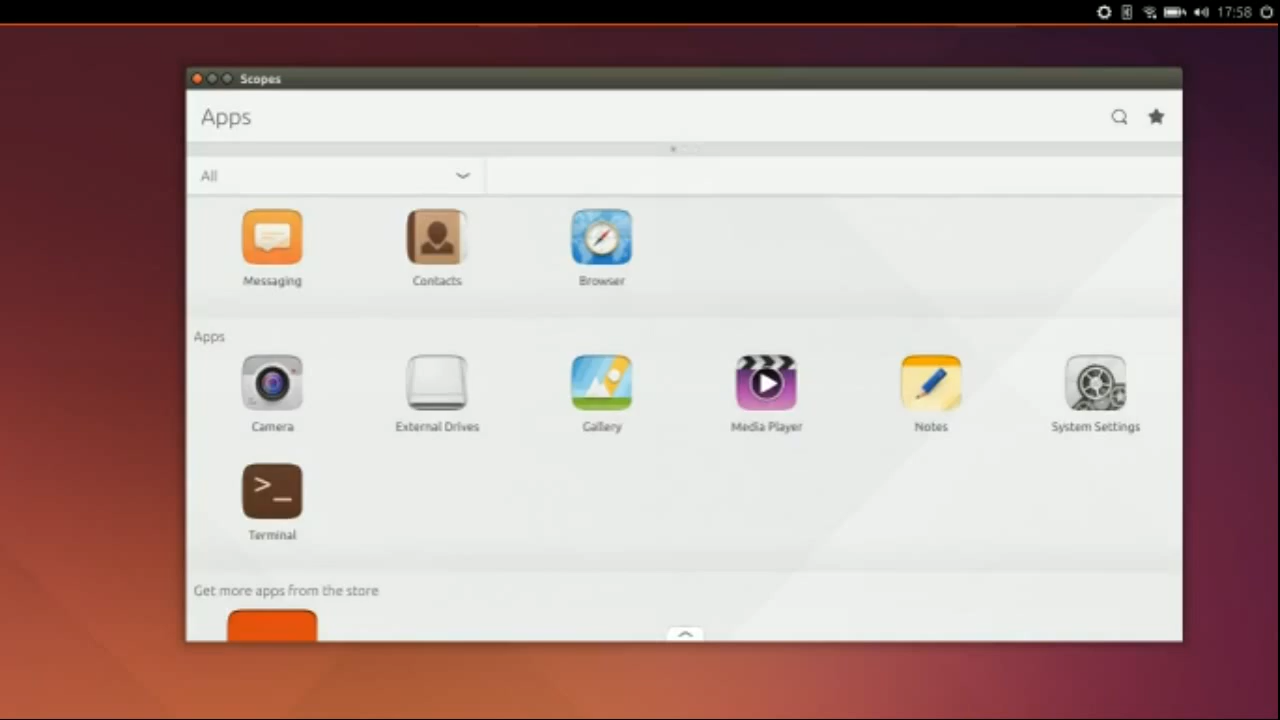 17:58
Scopes
Apps
All
Messaging Contacts Browser
Apps
Camera External Drives Gallery Media Player Notes System Settings
>_
Terminal
Get more apps from the store